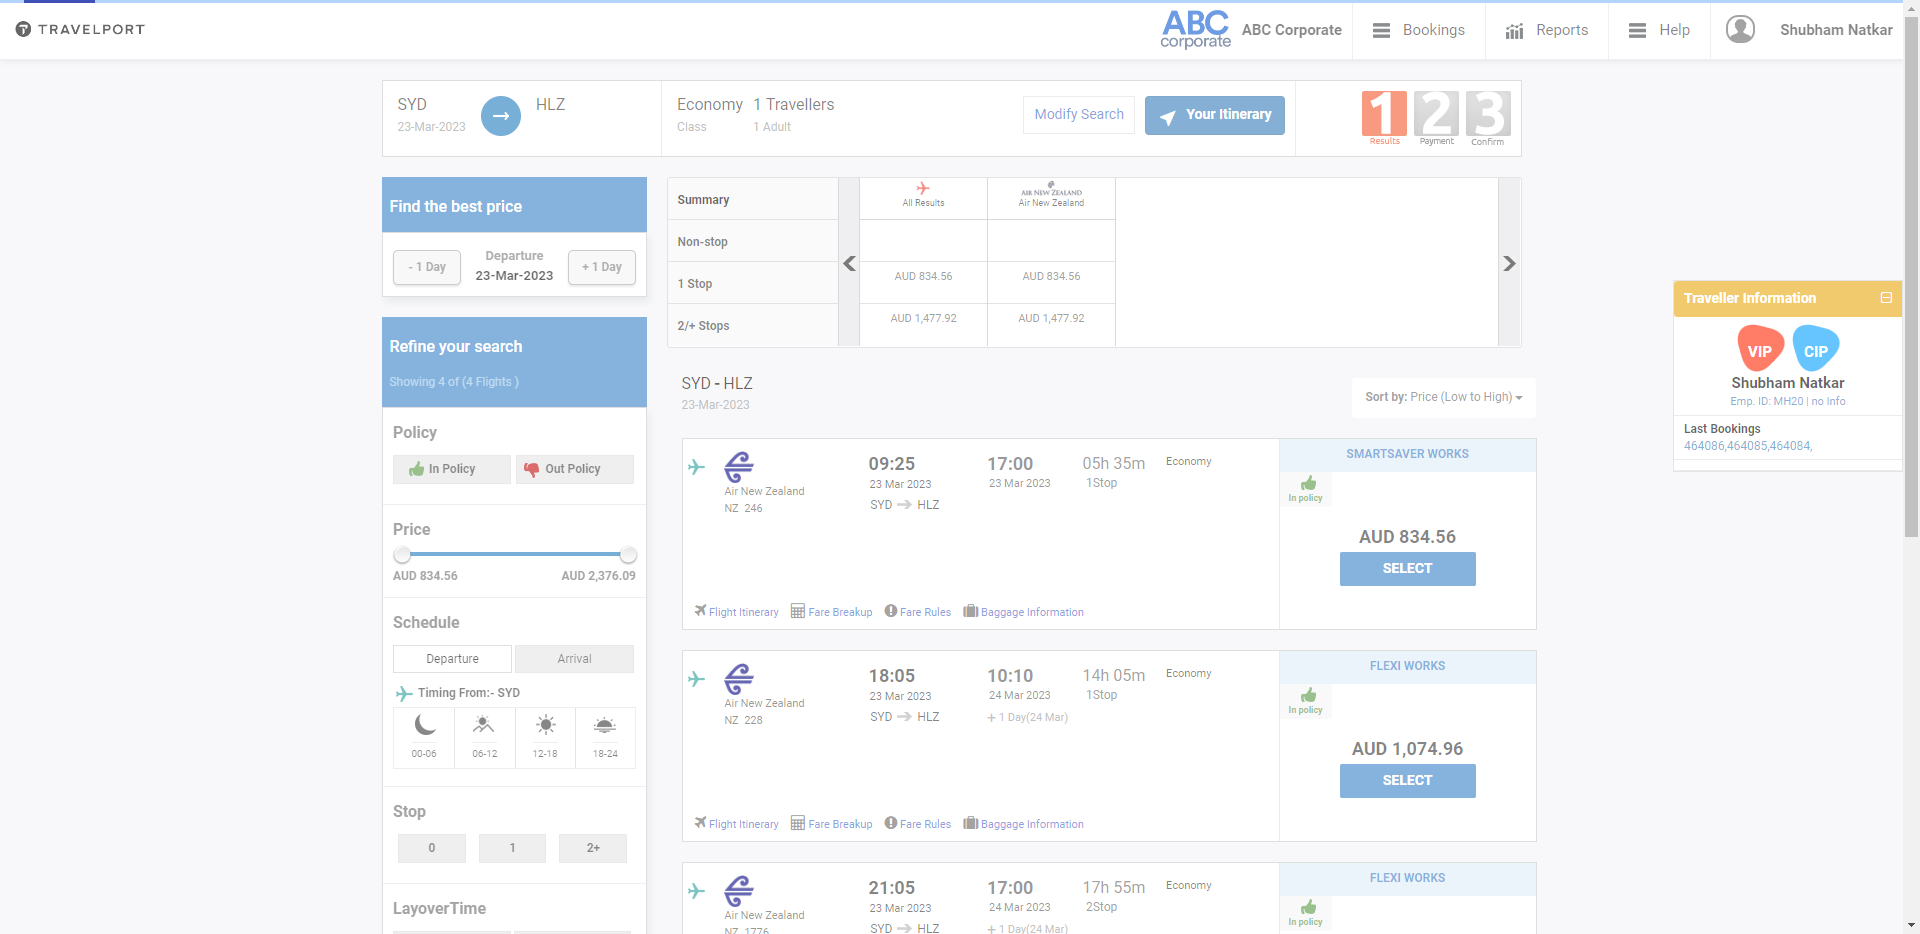 TRAVELPORT
ABC
corporate
ABC Corporate
Bookings
Reports
Help
Shubham Natkar
SYD
23-Mar-2023
HLZ
Economy
Class
1 Travellers
1 Adult
Modify Search
Your Itinerary
1 Results
2 Payment
3 Confirm
Find the best price
- 1 Day
Departure
23-Mar-2023
+ 1 Day
Refine your search
Showing 4 of (4 Flights )
Policy
In Policy
Out Policy
Price
AUD 834.56
AUD 2,376.09
Schedule
Departure
Arrival
Timing From:- SYD
00-06
06-12
12-18
18-24
Stop
0
1
2+
LayoverTime
Summary
All Results
AIR NEW ZEALAND
Air New Zealand
Non-stop
1 Stop
AUD 834.56
AUD 834.56
2/+ Stops
AUD 1,477.92
AUD 1,477.92
SYD - HLZ
23-Mar-2023
Sort by: Price (Low to High)
Air New Zealand
NZ 246
09:25
23 Mar 2023
SYD HLZ
17:00
23 Mar 2023
05h 35m
1Stop
Economy
SMARTSAVER WORKS
In policy
AUD 834.56
SELECT
Flight Itinerary
Fare Breakup
Fare Rules
Baggage Information
Air New Zealand
NZ 228
18:05
23 Mar 2023
SYD HLZ
10:10
24 Mar 2023
+ 1 Day(24 Mar)
14h 05m
1Stop
Economy
FLEXI WORKS
In policy
AUD 1,074.96
SELECT
Flight Itinerary
Fare Breakup
Fare Rules
Baggage Information
Air New Zealand
NZ 1776
21:05
23 Mar 2023
SYD HLZ
17:00
24 Mar 2023
+ 1 Day(24 Mar)
17h 55m
2Stop
Economy
FLEXI WORKS
In policy
Traveller Information
VIP
CIP
Shubham Natkar
Emp. ID: MH20 | no Info
Last Bookings
464086,464085,464084,